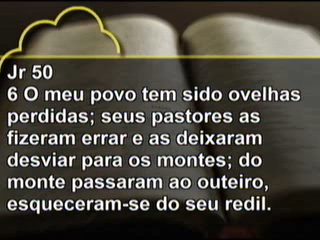 Jr 50
6 O meu povo tem sido ovelhas
perdidas; seus pastores as
fizeram errar e as deixaram
desviar para os montes; do
monte passaram ao outeiro,
esqueceram-se do seu redil.